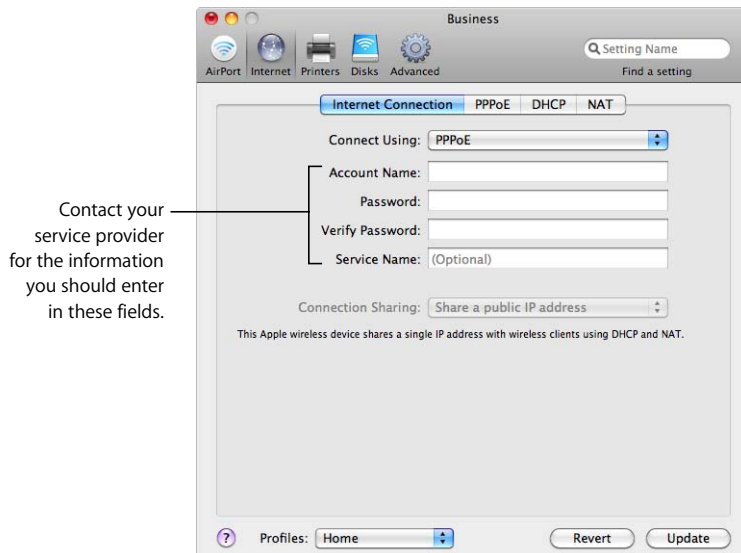 Business
Setting Name
AirPort Internet Printers Disks Advanced
Find a setting
Internet Connection PPPoE DHCP NAT
Connect Using: PPPoE
Account Name:
Password:
Verify Password:
Service Name: (Optional)
Contact your
service provider
for the information
you should enter
in these fields.
Connection Sharing: Share a public IP address
This Apple wireless device shares a single IP address with wireless clients using DHCP and NAT.
? Profiles: Home Revert Update